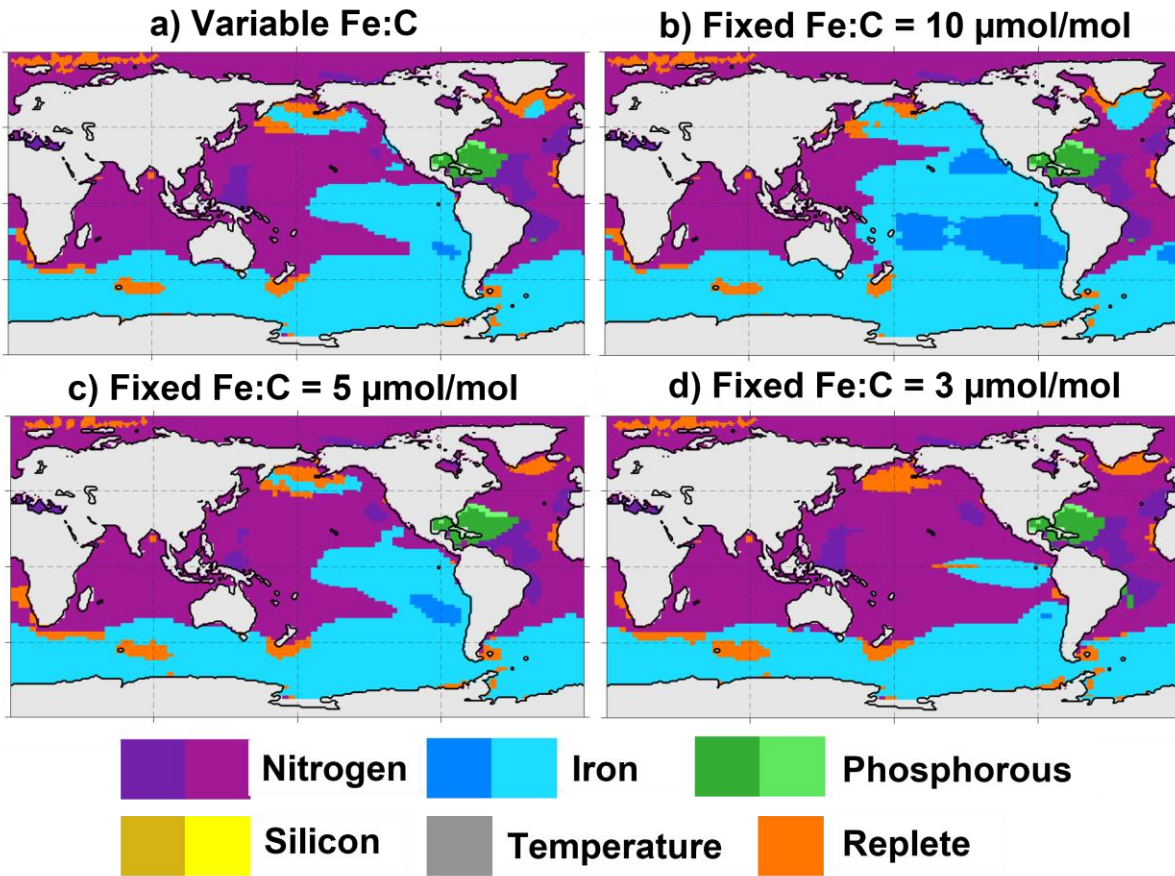 a) Variable Fe:C
b) Fixed Fe:C = 10 µmol/mol
c) Fixed Fe:C = 5 µmol/mol
d) Fixed Fe:C = 3 µmol/mol
Nitrogen
Iron
Phosphorous
Silicon
Temperature
Replete